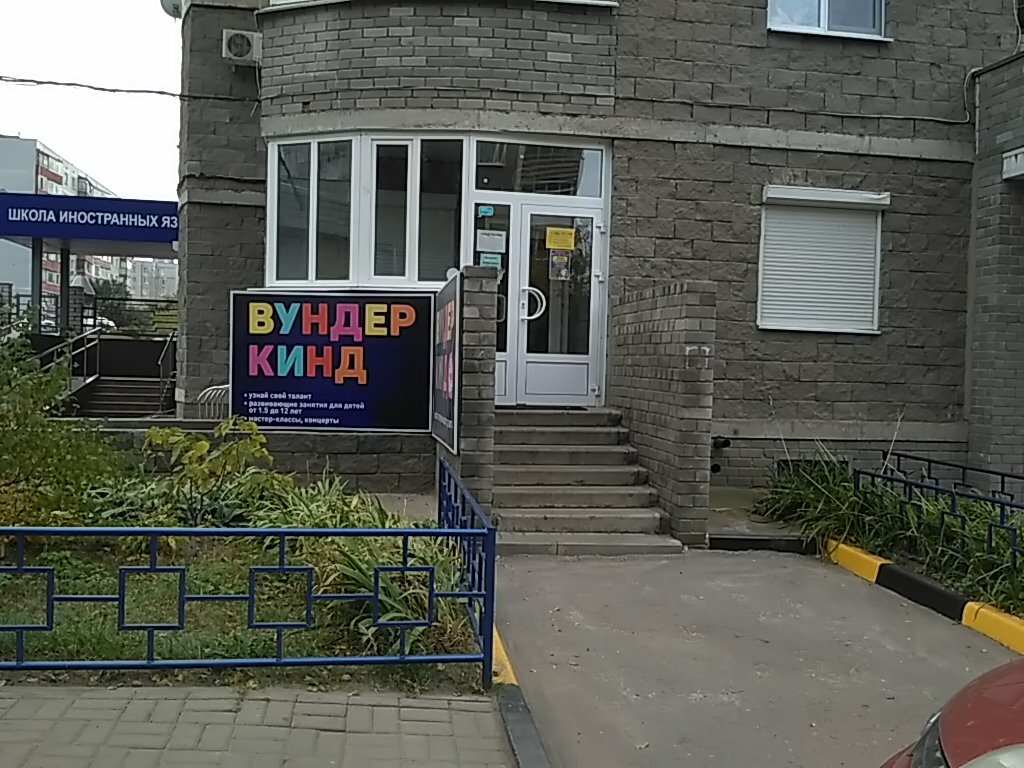 ШКОЛА ИНОСТРАННЫХ ЯЗ
ВУНДЕР
КИНД
• узнай свой талант
• развивающие занятия для детей
от 1.5 до 12 лет
• мастер-классы, концерты